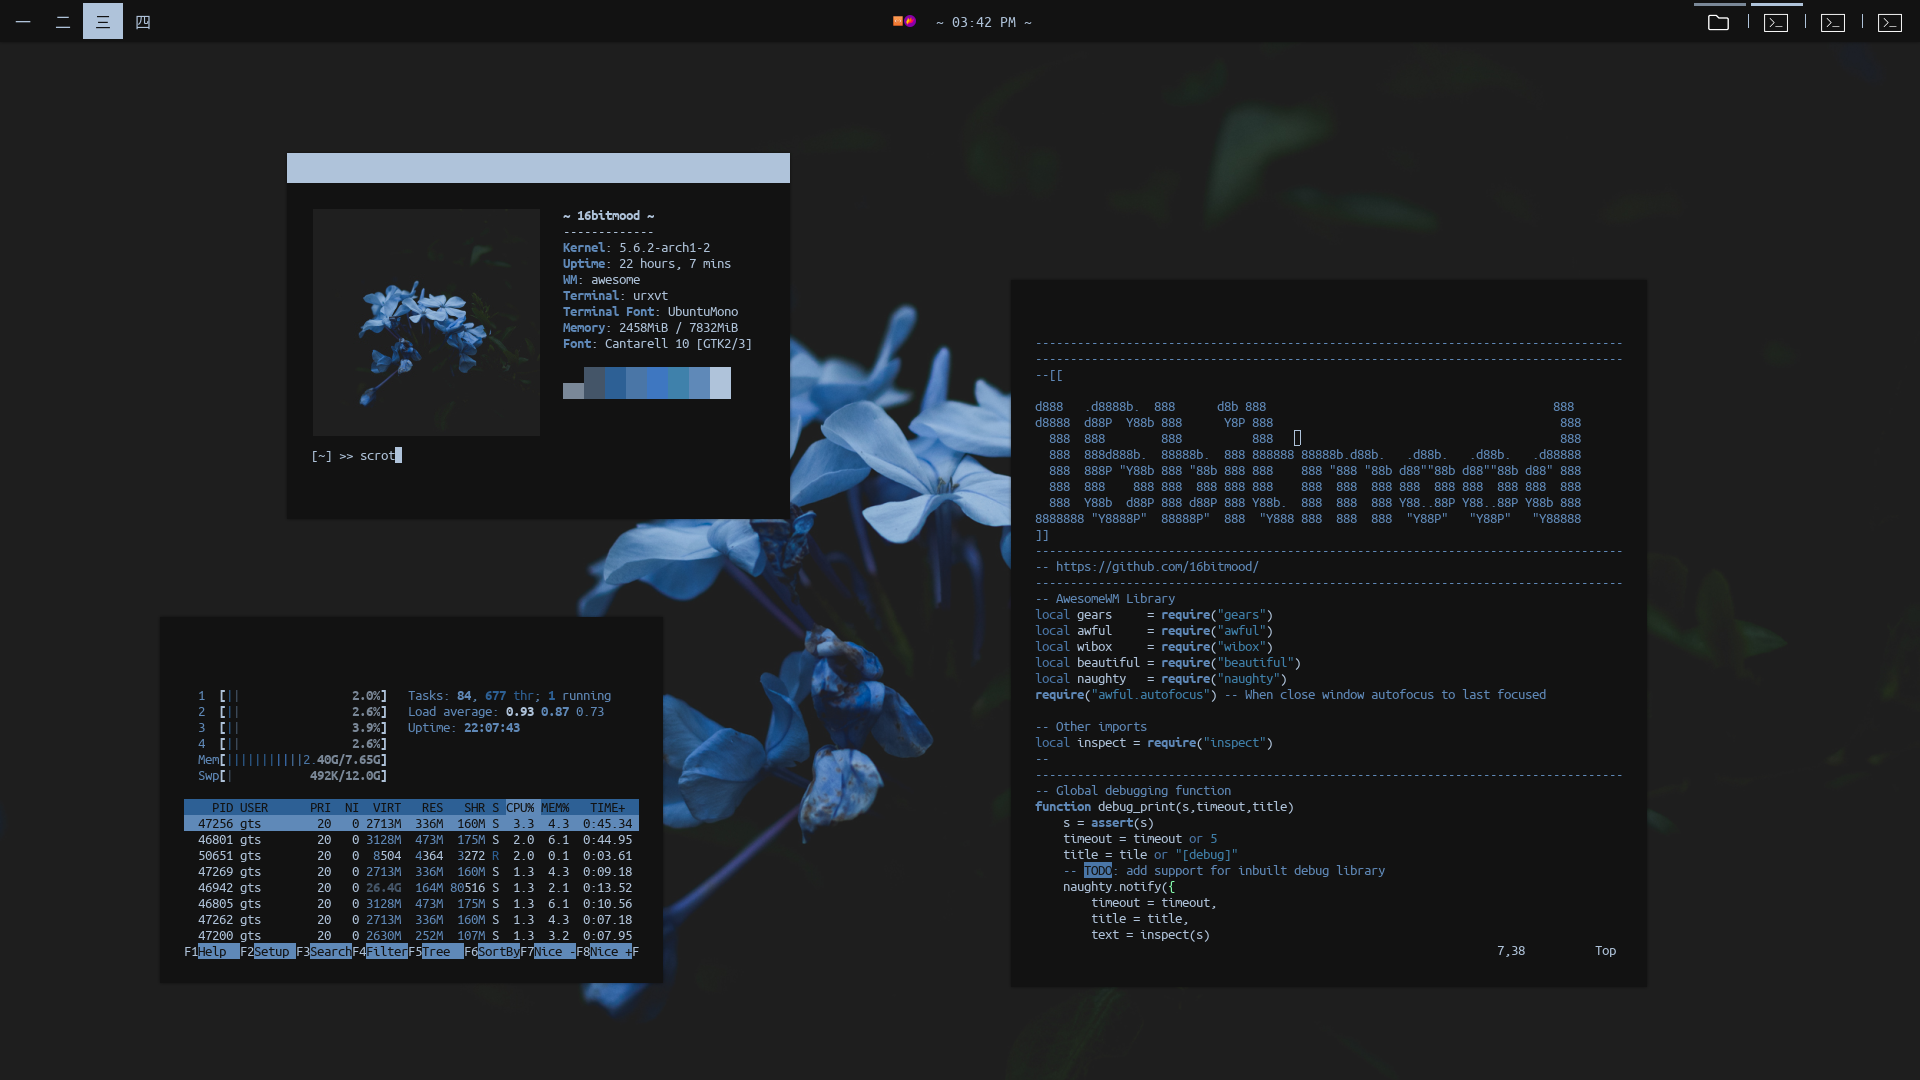 一 二 三 四
~ 03:42 PM ~
~ 16bitmood ~
-------------
Kernel: 5.6.2-arch1-2
Uptime: 22 hours, 7 mins
WM: awesome
Terminal: urxvt
Terminal Font: UbuntuMono
Memory: 2458MiB / 7832MiB
Font: Cantarell 10 [GTK2/3]
[~] >> scrot
1  [||                2.0%]
2  [||                2.6%]
3  [||                3.9%]
4  [||                2.6%]
Mem[|||||||||||2.40G/7.65G]
Swp[|           492K/12.0G]
Tasks: 84, 677 thr; 1 running
Load average: 0.93 0.87 0.73
Uptime: 22:07:43
PID USER      PRI  NI  VIRT   RES   SHR S CPU% MEM%   TIME+
47256 gts        20   0 2713M  336M  160M S  3.3  4.3  0:45.34
46801 gts        20   0 3128M  473M  175M S  2.0  6.1  0:44.95
50651 gts        20   0  8504  4364  3272 R  2.0  0.1  0:03.61
47269 gts        20   0 2713M  336M  160M S  1.3  4.3  0:09.18
46942 gts        20   0 26.4G  164M 80516 S  1.3  2.1  0:13.52
46805 gts        20   0 3128M  473M  175M S  1.3  6.1  0:10.56
47262 gts        20   0 2713M  336M  160M S  1.3  4.3  0:07.18
47200 gts        20   0 2630M  252M  107M S  1.3  3.2  0:07.95
F1Help  F2Setup F3SearchF4FilterF5Tree  F6SortByF7Nice -F8Nice +F
------------------------------------------------------------------------------------
------------------------------------------------------------------------------------
--[[
d888   .d8888b.  888      d8b 888                                         888
d8888  d88P  Y88b 888      Y8P 888                                         888
  888  888        888          888                                         888
  888  888d888b.  88888b.  888 888888 88888b.d88b.   .d88b.   .d88b.   .d88888
  888  888P "Y88b 888 "88b 888 888    888 "888 "88b d88""88b d88""88b d88" 888
  888  888    888 888  888 888 888    888  888  888 888  888 888  888 888  888
  888  Y88b  d88P 888 d88P 888 Y88b.  888  888  888 Y88..88P Y88..88P Y88b 888
8888888 "Y8888P"  88888P"  888  "Y888 888  888  888  "Y88P"   "Y88P"   "Y88888
]]
------------------------------------------------------------------------------------
-- https://github.com/16bitmood/
------------------------------------------------------------------------------------
-- AwesomeWM Library
local gears     = require("gears")
local awful     = require("awful")
local wibox     = require("wibox")
local beautiful = require("beautiful")
local naughty   = require("naughty")
require("awful.autofocus") -- When close window autofocus to last focused
-- Other imports
local inspect = require("inspect")
--
------------------------------------------------------------------------------------
-- Global debugging function
function debug_print(s,timeout,title)
    s = assert(s)
    timeout = timeout or 5
    title = tile or "[debug]"
    -- TODO: add support for inbuilt debug library
    naughty.notify({
        timeout = timeout,
        title = title,
        text = inspect(s)
7,38          Top